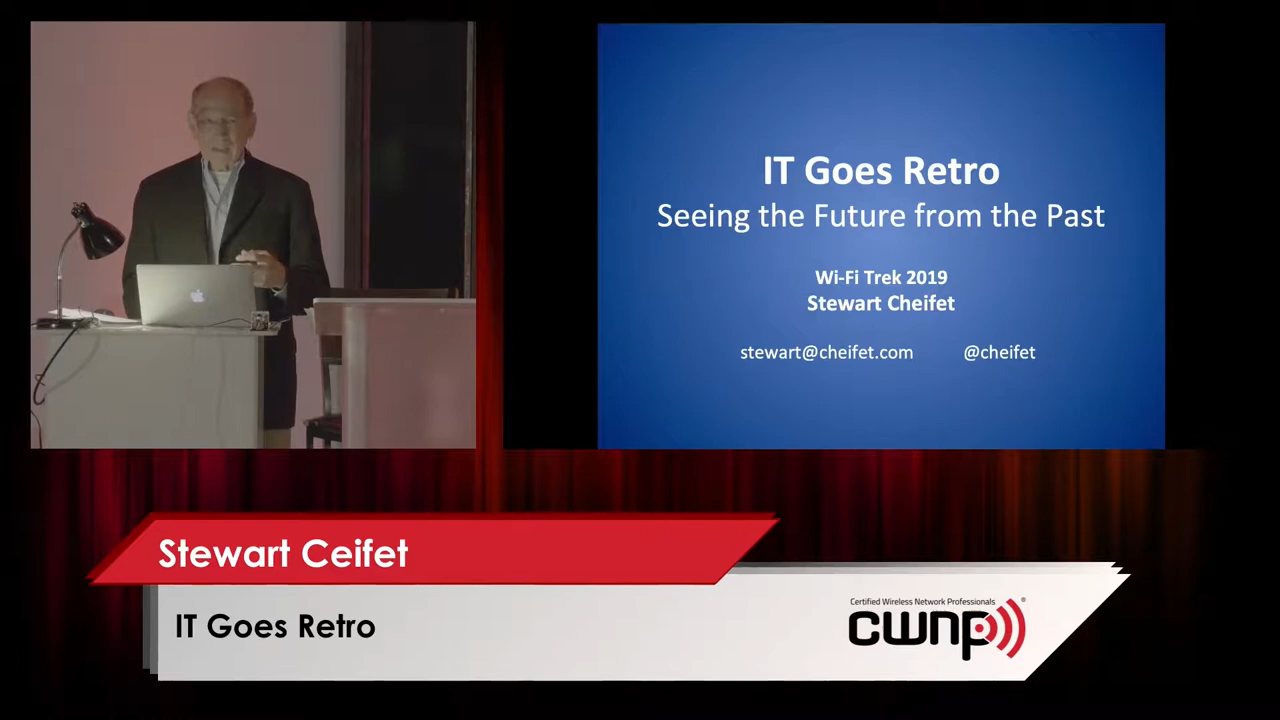 IT Goes Retro
Seeing the Future from the Past
Wi-Fi Trek 2019
Stewart Cheifet
stewart@cheifet.com @cheifet
Stewart Ceifet
IT Goes Retro
Certified Wireless Network Professionals
cwnp
®